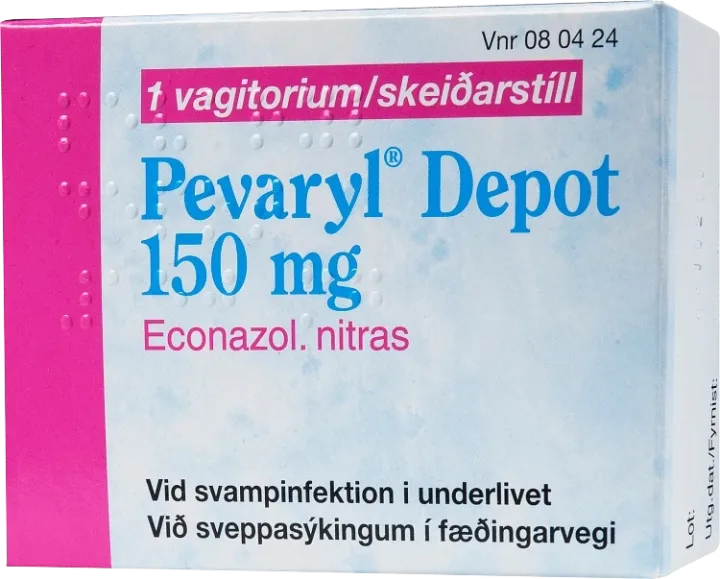 Vnr 08 04 24
1 vagitorium/skeiðarstíll
Pevaryl® Depot
150 mg
Econazol. nitras
Vid svampinfektion i underlivet
Við sveppasýkingum í fæðingarvegi
Lot:
Utg.dat./Fyrnist: